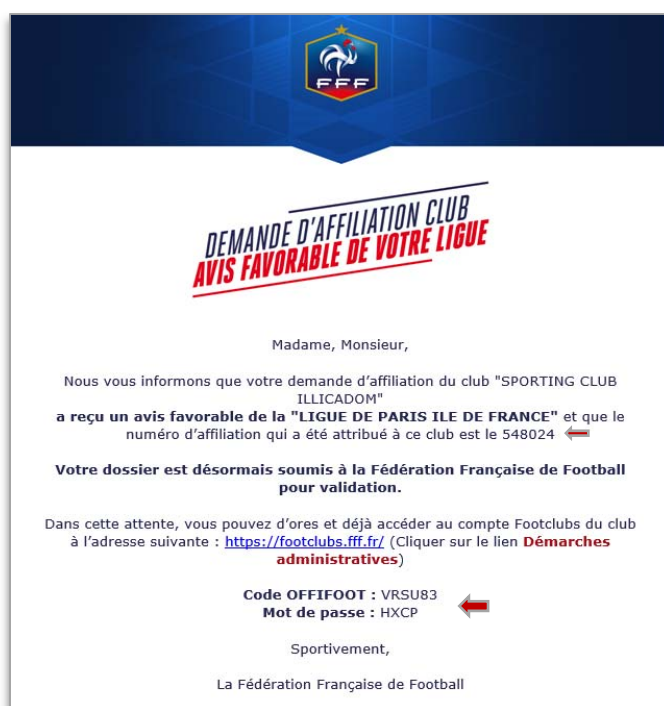 FFF
DEMANDE D'AFFILIATION CLUB
AVIS FAVORABLE DE VOTRE LIGUE
Madame, Monsieur,
Nous vous informons que votre demande d'affiliation du club "SPORTING CLUB
ILLICADOM"
a reçu un avis favorable de la "LIGUE DE PARIS ILE DE FRANCE" et que le
numéro d'affiliation qui a été attribué à ce club est le 548024
Votre dossier est désormais soumis à la Fédération Française de Football
pour validation.
Dans cette attente, vous pouvez d'ores et déjà accéder au compte Footclubs du club
à l'adresse suivante : https://footclubs.fff.fr/ (Cliquer sur le lien Démarches
administratives)
Code OFFIFOOT : VRSU83
Mot de passe : HXCP
Sportivement,
La Fédération Française de Football